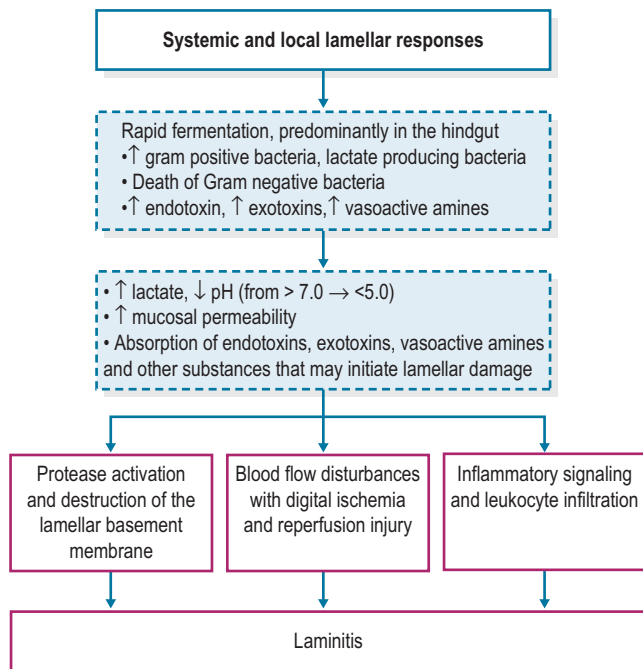 Systemic and local lamellar responses
Rapid fermentation, predominantly in the hindgut
•↑ gram positive bacteria, lactate producing bacteria
• Death of Gram negative bacteria
•↑ endotoxin, ↑ exotoxins,↑ vasoactive amines
• ↑ lactate, ↓ pH (from > 7.0 → <5.0)
• ↑ mucosal permeability
• Absorption of endotoxins, exotoxins, vasoactive amines
and other substances that may initiate lamellar damage
Protease activation
and destruction of the
lamellar basement
membrane
Blood flow disturbances
with digital ischemia
and reperfusion injury
Inflammatory signaling
and leukocyte infiltration
Laminitis